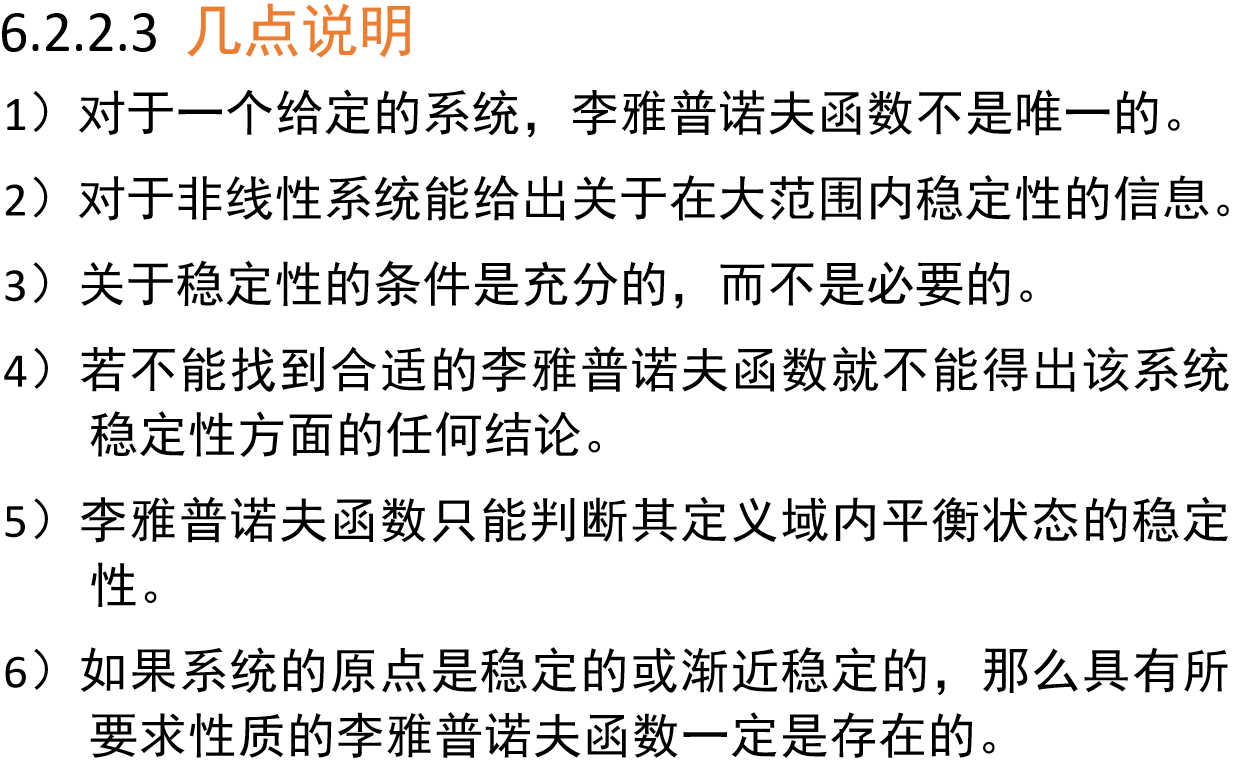 6.2.2.3 几点说明
1）对于一个给定的系统，李雅普诺夫函数不是唯一的。
2）对于非线性系统能给出关于在大范围内稳定性的信息。
3）关于稳定性的条件是充分的，而不是必要的。
4）若不能找到合适的李雅普诺夫函数就不能得出该系统
稳定性方面的任何结论。
5）李雅普诺夫函数只能判断其定义域内平衡状态的稳定
性。
6）如果系统的原点是稳定的或渐近稳定的，那么具有所
要求性质的李雅普诺夫函数一定是存在的。